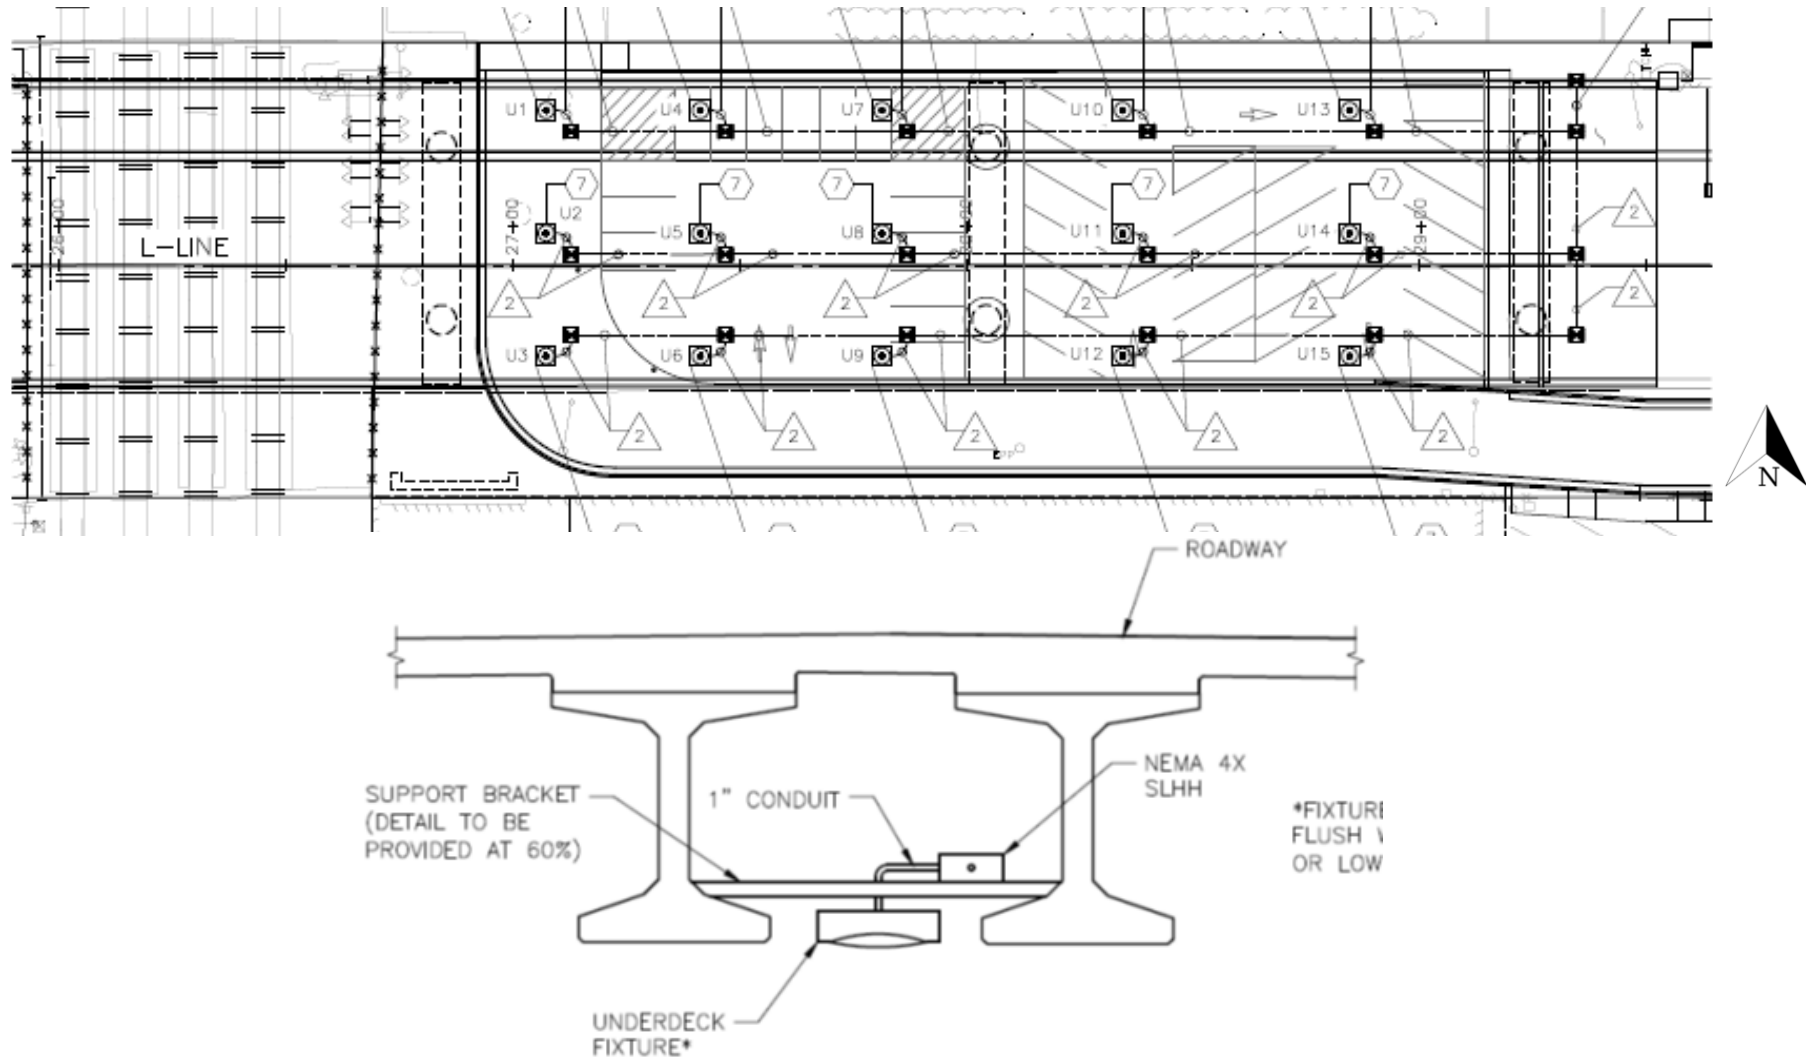 U1
U4
U7
U10
U13
7
7
7
7
7
U2
U5
U8
U11
U14
26+00
27+00
29+00
L-LINE
2
2
2
2
2
2
2
U3
U6
U9
U12
U15
2
2
2
2
2
N
ROADWAY
NEMA 4X
SLHH
1" CONDUIT
SUPPORT BRACKET
(DETAIL TO BE
PROVIDED AT 60%)
*FIXTURE
FLUSH
OR LOW
UNDERDECK
FIXTURE*